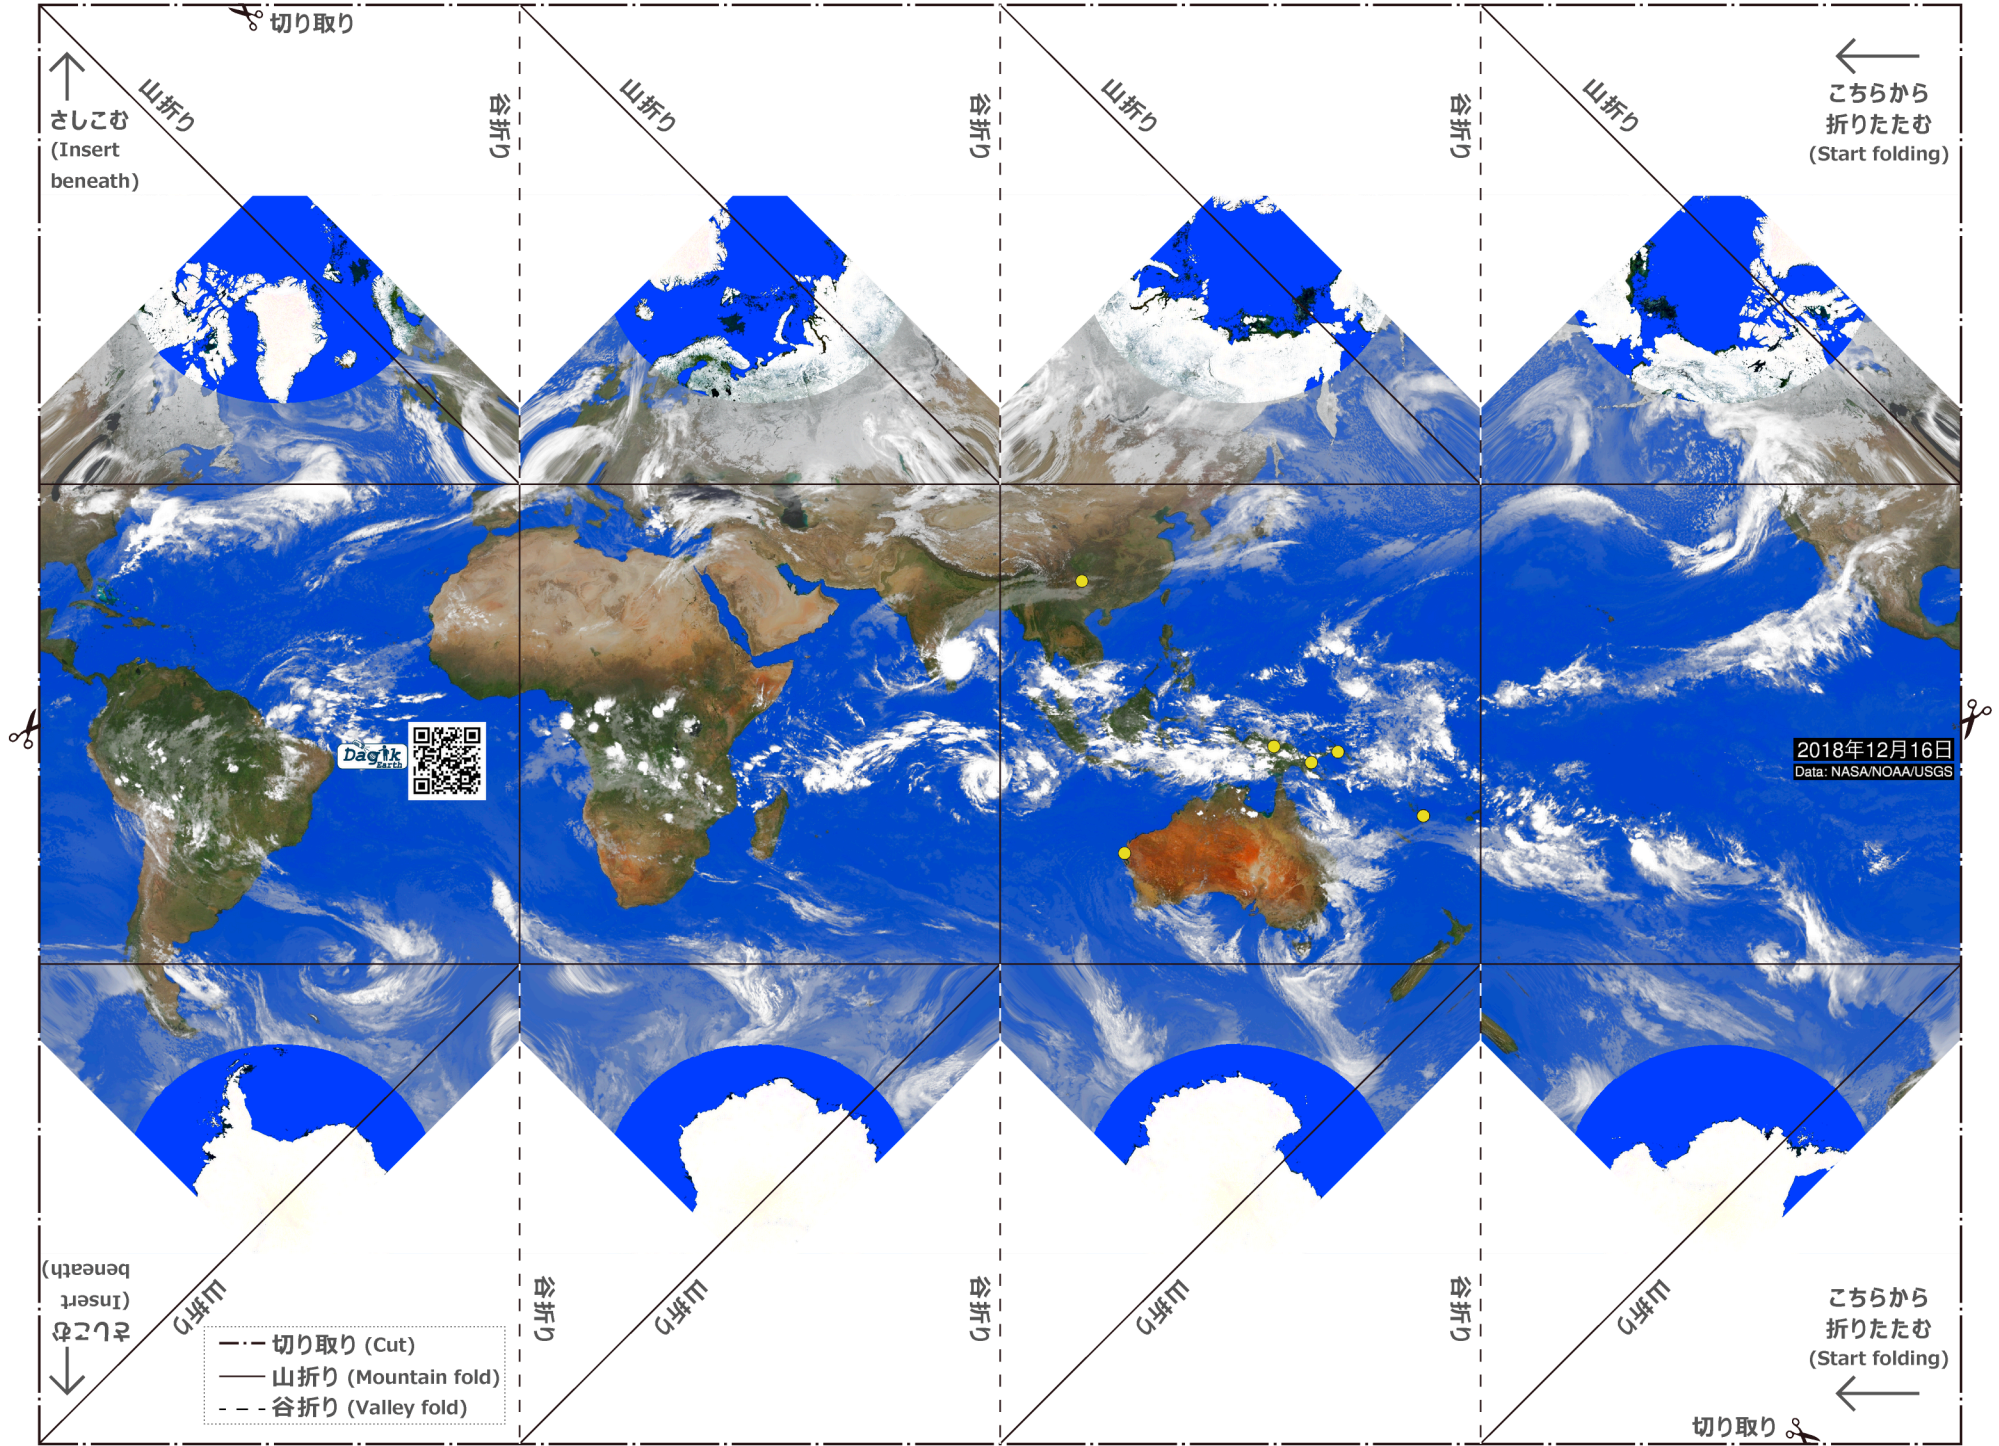 切り取り
さしこむ
(Insert
beneath)
山折り
谷折り
山折り
谷折り
山折り
谷折り
山折り
こちらから
折りたたむ
(Start folding)
Dagik
Earth
2018年12月16日
Data: NASA/NOAA/USGS
さしこむ
(Insert
beneath)
山折り
谷折り
山折り
谷折り
山折り
谷折り
山折り
こちらから
折りたたむ
(Start folding)
切り取り (Cut)
山折り (Mountain fold)
谷折り (Valley fold)
切り取り